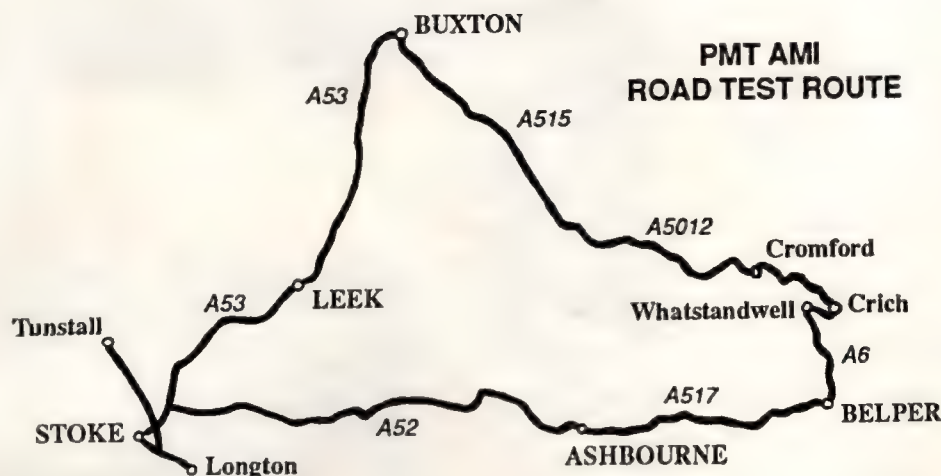 BUXTON
PMT AMI
ROAD TEST ROUTE
A53
A515
A5012
Cromford
LEEK
A53
Whatstandwell
Crich
Tunstall
A6
A517
BELPER
STOKE
A52
ASHBOURNE
Longton